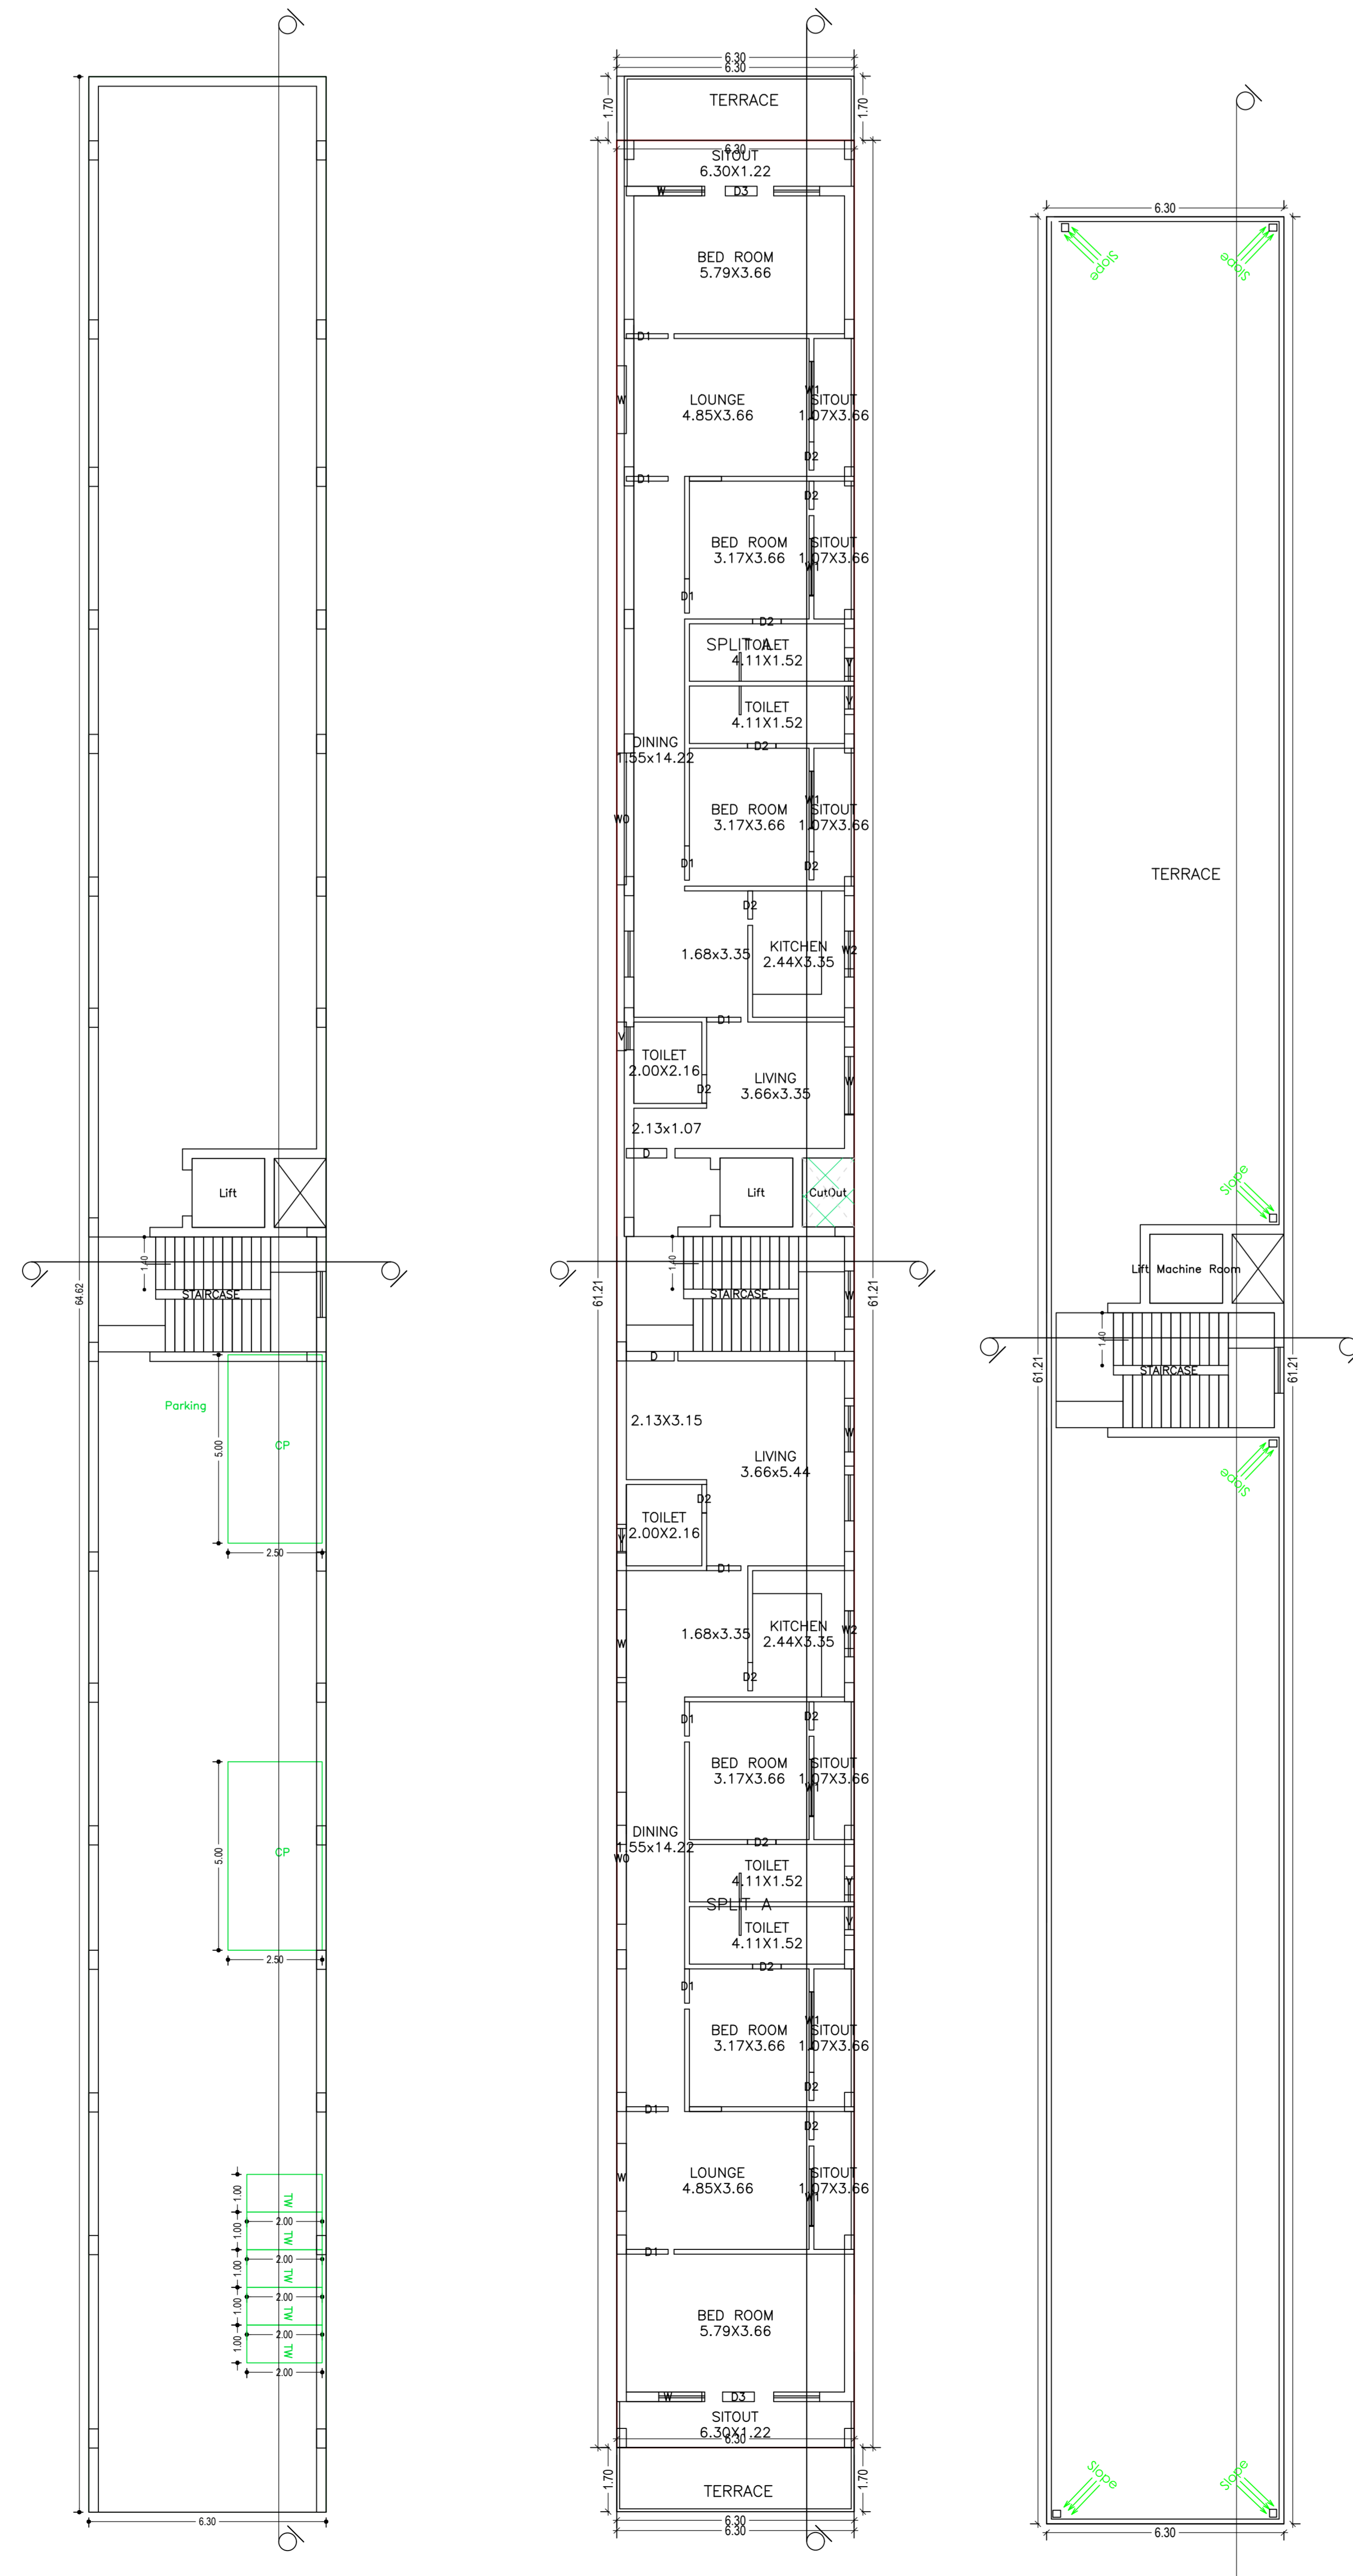 64.62
Lift
1.40
STAIRCASE
Parking
CP
5.00
2.50
CP
5.00
2.50
1.00
TW
2.00
1.00
TW
2.00
1.00
TW
2.00
1.00
TW
2.00
1.00
TW
2.00
6.30
6.30
6.30
1.70
TERRACE
1.70
6.30
SITOUT
6.30X1.22
W
D3
BED ROOM
5.79X3.66
D1
W1
W
LOUNGE
4.85X3.66
SITOUT
1.07X3.66
D2
D1
D2
BED ROOM
3.17X3.66
SITOUT
1.07X3.66
W1
D1
D2
SPLIT A
TOILET
4.11X1.52
V
V
TOILET
4.11X1.52
DINING
1.55x14.22
D2
W1
BED ROOM
3.17X3.66
SITOUT
1.07X3.66
WO
D1
D2
D2
1.68x3.35
KITCHEN
2.44X3.35
W2
D1
V
TOILET
2.00X2.16
D2
LIVING
3.66x3.35
W
2.13x1.07
D
Lift
CutOut
1.40
STAIRCASE
W
61.21
61.21
D
2.13X3.15
W
LIVING
3.66x5.44
D2
TOILET
2.00X2.16
V
D1
W
1.68x3.35
KITCHEN
2.44X3.35
W2
D2
D1
D2
BED ROOM
3.17X3.66
SITOUT
1.07X3.66
W1
DINING
1.55x14.22
WO
D2
TOILET
4.11X1.52
V
SPLIT A
V
TOILET
4.11X1.52
D2
D1
W1
BED ROOM
3.17X3.66
SITOUT
1.07X3.66
D2
D1
D2
W
LOUNGE
4.85X3.66
SITOUT
1.07X3.66
W1
D1
BED ROOM
5.79X3.66
W
D3
SITOUT
6.30X1.22
6.30
1.70
TERRACE
1.70
6.30
6.30
6.30
Slope
Slope
TERRACE
Slope
Lift Machine Room
1.40
STAIRCASE
61.21
61.21
Slope
Slope
Slope
6.30